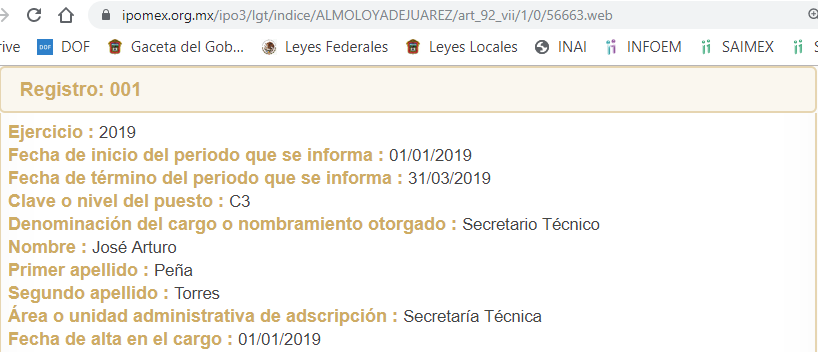 ipomex.org.mx/ipo3/lgt/indice/ALMOLOYADEJUAREZ/art_92_vii/1/0/56663.web
rive DOF Gaceta del Gob... Leyes Federales Leyes Locales INAI INFOEM SAIMEX S
Registro: 001
Ejercicio : 2019
Fecha de inicio del periodo que se informa : 01/01/2019
Fecha de término del periodo que se informa : 31/03/2019
Clave o nivel del puesto : C3
Denominación del cargo o nombramiento otorgado : Secretario Técnico
Nombre : José Arturo
Primer apellido : Peña
Segundo apellido : Torres
Área o unidad administrativa de adscripción : Secretaría Técnica
Fecha de alta en el cargo : 01/01/2019